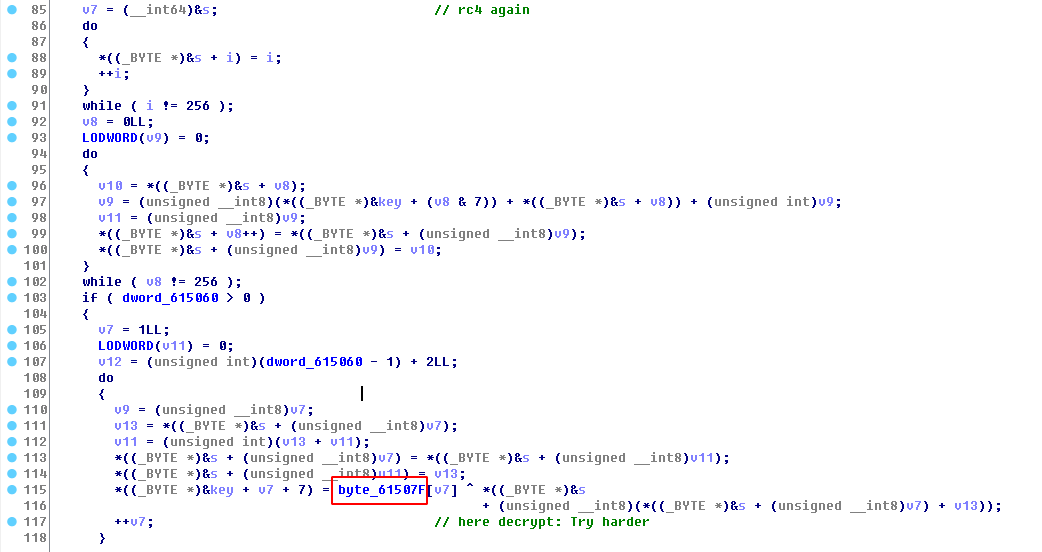 85 v7 = (__int64)&s; // rc4 again
86 do
87 {
88 *((_BYTE *)&s + i) = i;
89 ++i;
90 }
91 while ( i != 256 );
92 v8 = 0LL;
93 LODWORD(v9) = 0;
94 do
95 {
96 v10 = *((_BYTE *)&s + v8);
97 v9 = (unsigned __int8)(*((_BYTE *)&key + (v8 & 7)) + *((_BYTE *)&s + v8)) + (unsigned int)v9;
98 v11 = (unsigned __int8)v9;
99 *((_BYTE *)&s + v8++) = *((_BYTE *)&s + (unsigned __int8)v9);
100 *((_BYTE *)&s + (unsigned __int8)v9) = v10;
101 }
102 while ( v8 != 256 );
103 if ( dword_615060 > 0 )
104 {
105 v7 = 1LL;
106 LODWORD(v11) = 0;
107 v12 = (unsigned int)(dword_615060 - 1) + 2LL;
108 do
109 {
110 v9 = (unsigned __int8)v7;
111 v13 = *((_BYTE *)&s + (unsigned __int8)v7);
112 v11 = (unsigned int)(v13 + v11);
113 *((_BYTE *)&s + (unsigned __int8)v7) = *((_BYTE *)&s + (unsigned __int8)v11);
114 *((_BYTE *)&s + (unsigned __int8)v11) = v13;
115 *((_BYTE *)&key + v7 + 7) = byte_61507F[v7] ^ *((_BYTE *)&s
116 + (unsigned __int8)(*((_BYTE *)&s + (unsigned __int8)v7) + v13));
117 ++v7; // here decrypt: Try harder
118 }